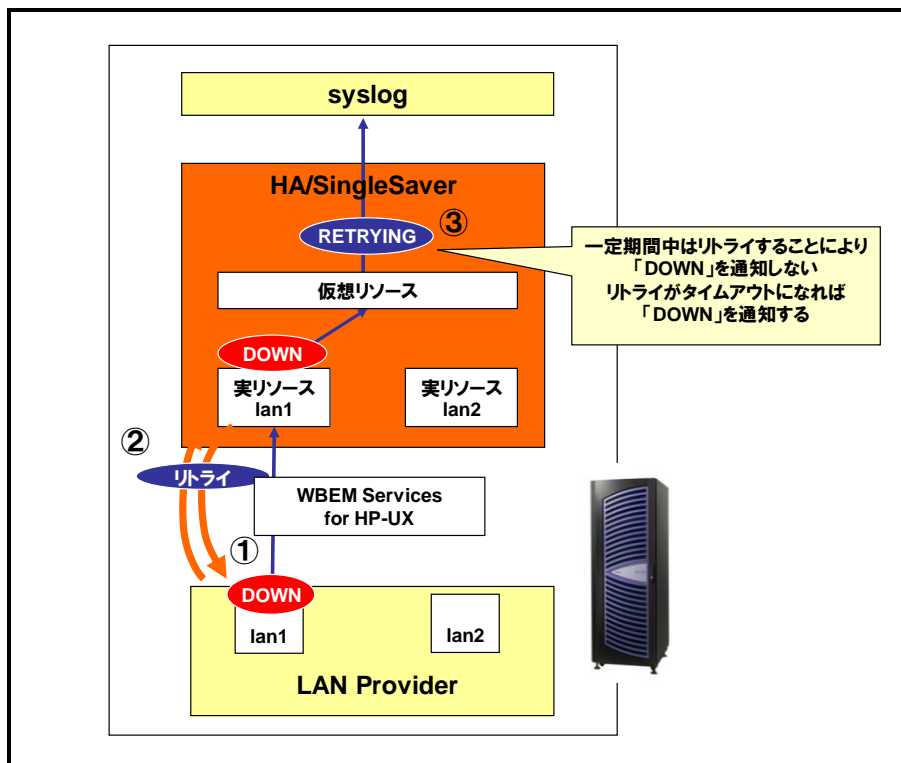 syslog
HA/SingleSaver
RETRYING
③
一定期間中はリトライすることにより
「DOWN」を通知しない
リトライがタイムアウトになれば
「DOWN」を通知する
仮想リソース
DOWN
実リソース
lan1
実リソース
lan2
②
リトライ
WBEM Services
for HP-UX
①
DOWN
lan1
lan2
LAN Provider